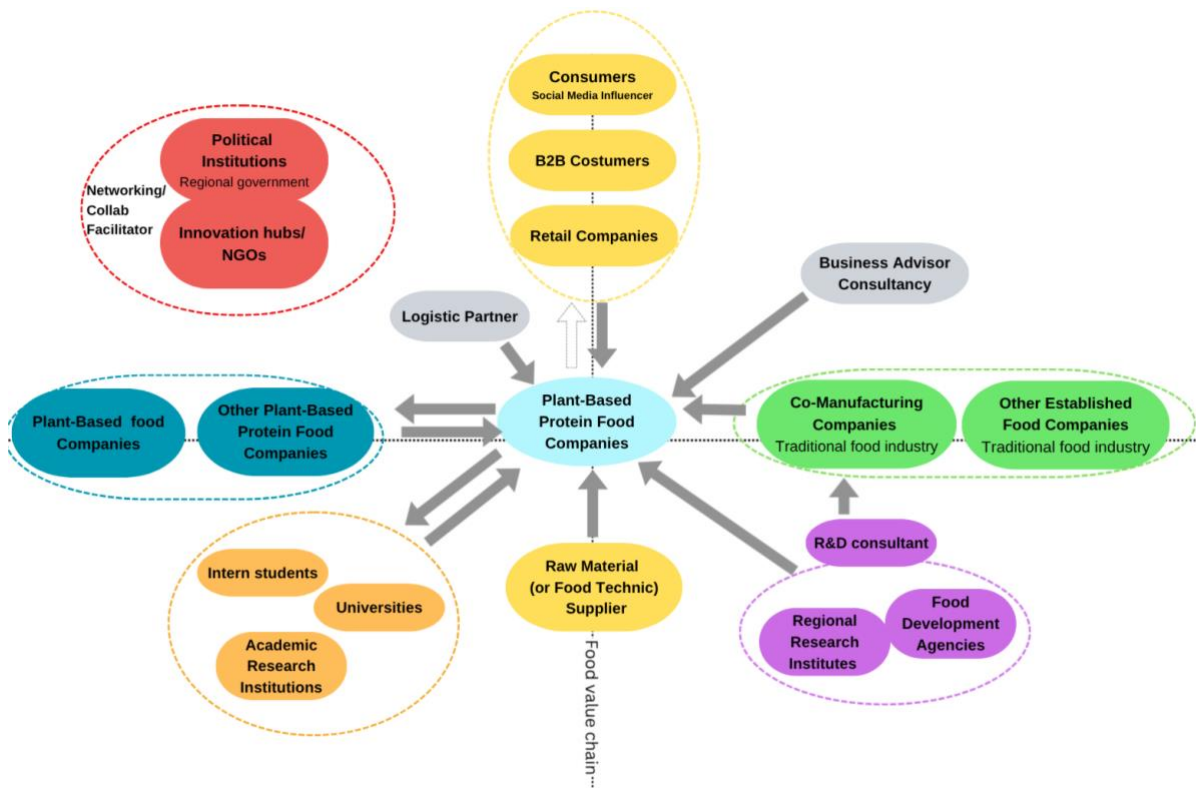 Consumers
Social Media Influencer
B2B Costumers
Retail Companies
Political
Institutions
Regional government
Networking/
Collab
Facilitator
Innovation hubs/
NGOs
Business Advisor
Consultancy
Logistic Partner
Plant-Based food
Companies
Other Plant-Based
Protein Food
Companies
Plant-Based
Protein Food
Companies
Co-Manufacturing
Companies
Traditional food industry
Other Established
Food Companies
Traditional food industry
Intern students
Universities
Academic
Research
Institutions
Raw Material
(or Food Technic)
Supplier
R&D consultant
Regional
Research
Institutes
Food
Development
Agencies
Food value chain